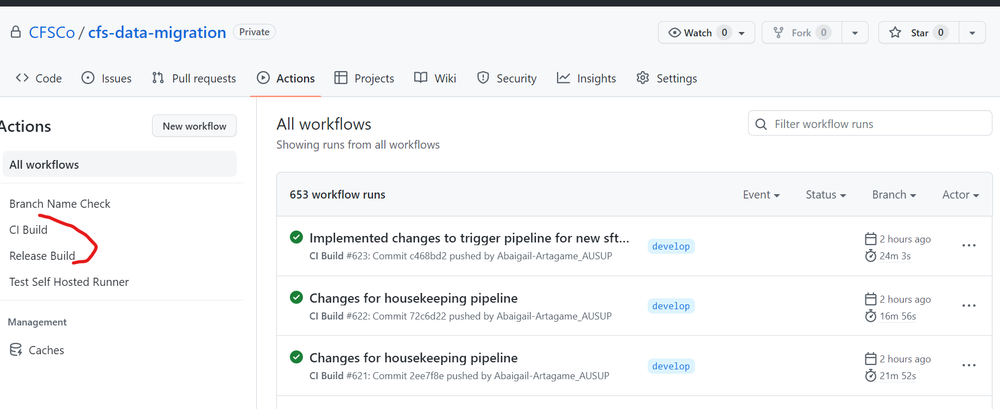 CFSCo / cfs-data-migration Private
Watch 0
Fork 0
Star 0
Code
Issues
Pull requests
Actions
Projects
Wiki
Security
Insights
Settings
Actions
New workflow
All workflows
Branch Name Check
CI Build
Release Build
Test Self Hosted Runner
Management
Caches
All workflows
Showing runs from all workflows
Filter workflow runs
653 workflow runs
Event
Status
Branch
Actor
Implemented changes to trigger pipeline for new sft...
CI Build #623: Commit c468bd2 pushed by Abaigail-Artagame_AUSUP
develop
2 hours ago
24m 3s
Changes for housekeeping pipeline
CI Build #622: Commit 72c6d22 pushed by Abaigail-Artagame_AUSUP
develop
2 hours ago
16m 56s
Changes for housekeeping pipeline
CI Build #621: Commit 2ee7f8e pushed by Abaigail-Artagame_AUSUP
develop
2 hours ago
21m 52s